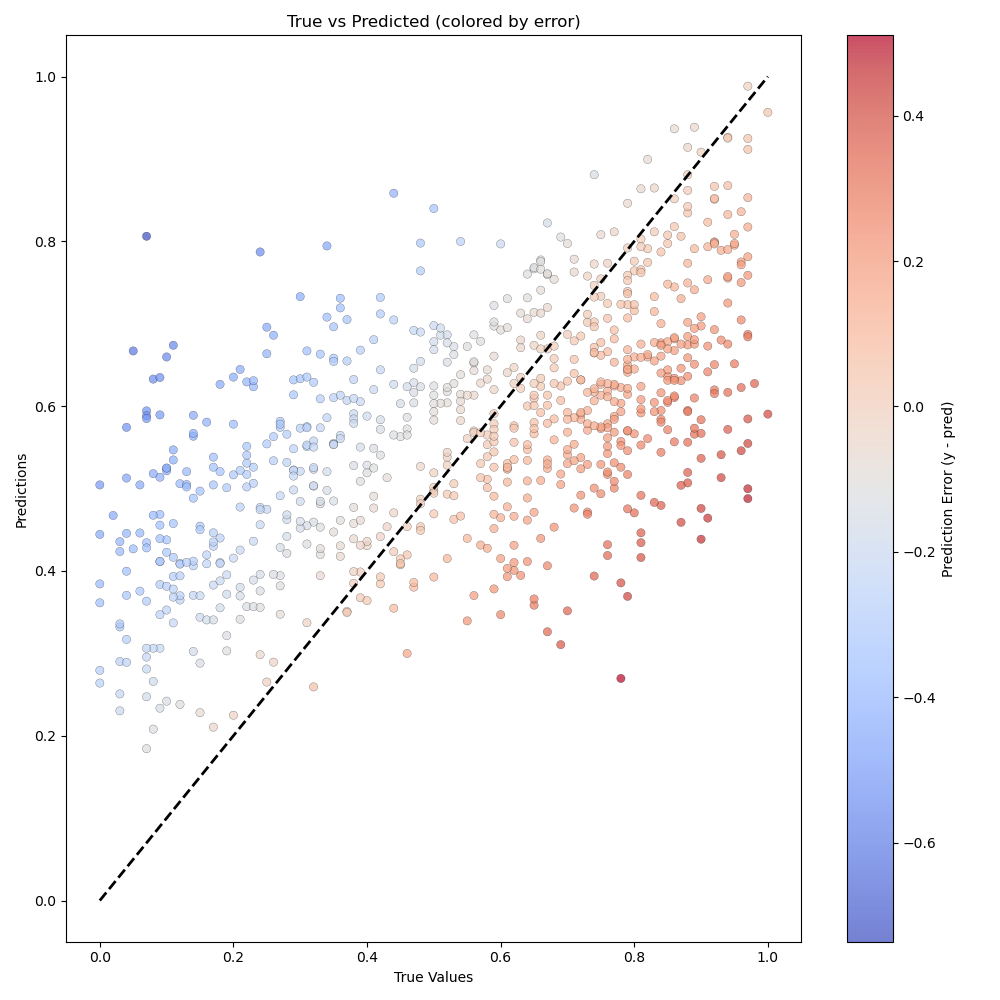 True vs Predicted (colored by error)
1.0
0.8
0.6
0.4
0.2
0.0
Predictions
0.0 0.2 0.4 0.6 0.8 1.0
True Values
0.4
0.2
0.0
−0.2
−0.4
−0.6
Prediction Error (y - pred)